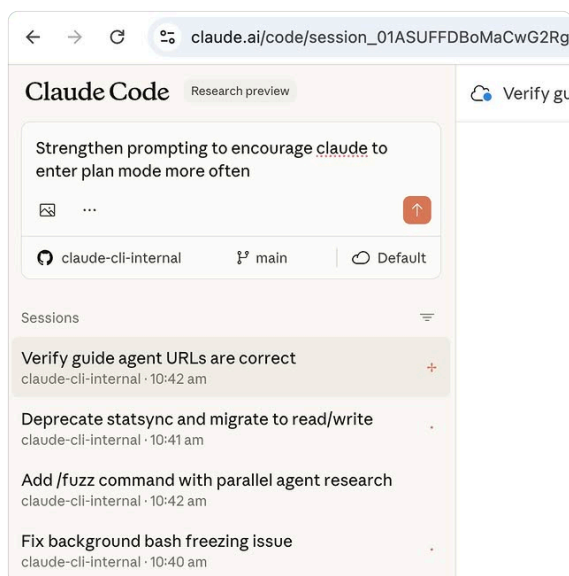 claude.ai/code/session_01ASUFFDBoMaCwG2Rg
Claude Code
Research preview
Verify gu
Strengthen prompting to encourage claude to
enter plan mode more often
...
claude-cli-internal
main
Default
Sessions
Verify guide agent URLs are correct
claude-cli-internal · 10:42 am
Deprecate statsync and migrate to read/write
claude-cli-internal · 10:41 am
Add /fuzz command with parallel agent research
claude-cli-internal · 10:42 am
Fix background bash freezing issue
claude-cli-internal · 10:40 am